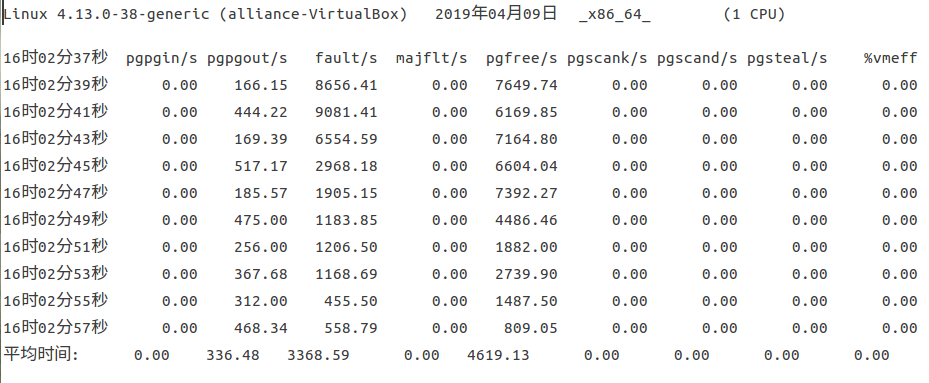 Linux 4.13.0-38-generic (alliance-VirtualBox) 2019年04月09日 _x86_64_ (1 CPU)
16时02分37秒 pgpgin/s pgpgout/s fault/s majflt/s pgfree/s pgscank/s pgscand/s pgsteal/s %vmeff
16时02分39秒 0.00 166.15 8656.41 0.00 7649.74 0.00 0.00 0.00 0.00
16时02分41秒 0.00 444.22 9081.41 0.00 6169.85 0.00 0.00 0.00 0.00
16时02分43秒 0.00 169.39 6554.59 0.00 7164.80 0.00 0.00 0.00 0.00
16时02分45秒 0.00 517.17 2968.18 0.00 6604.04 0.00 0.00 0.00 0.00
16时02分47秒 0.00 185.57 1905.15 0.00 7392.27 0.00 0.00 0.00 0.00
16时02分49秒 0.00 475.00 1183.85 0.00 4486.46 0.00 0.00 0.00 0.00
16时02分51秒 0.00 256.00 1206.50 0.00 1882.00 0.00 0.00 0.00 0.00
16时02分53秒 0.00 367.68 1168.69 0.00 2739.90 0.00 0.00 0.00 0.00
16时02分55秒 0.00 312.00 455.50 0.00 1487.50 0.00 0.00 0.00 0.00
16时02分57秒 0.00 468.34 558.79 0.00 809.05 0.00 0.00 0.00 0.00
平均时间: 0.00 336.48 3368.59 0.00 4619.13 0.00 0.00 0.00 0.00